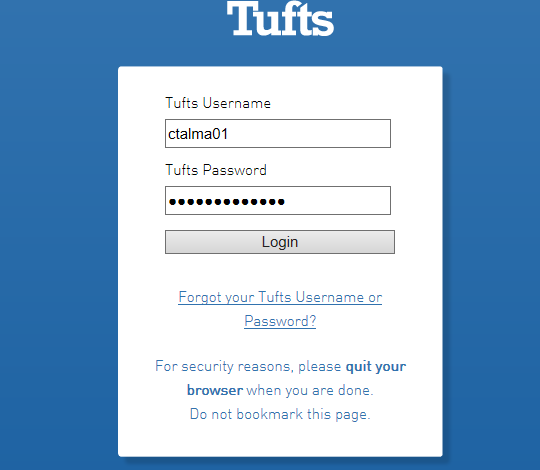 Tufts
Tufts Username
ctalma01
Tufts Password
•••••••••••••
Login
Forgot your Tufts Username or
Password?
For security reasons, please quit your
browser when you are done.
Do not bookmark this page.